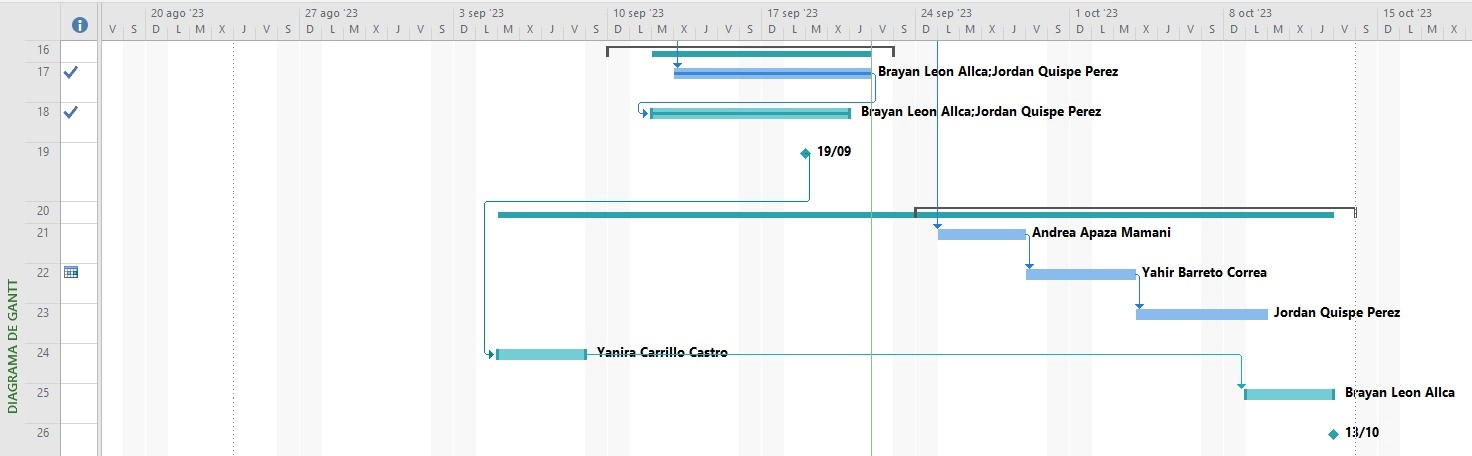 20 ago '23 27 ago '23 3 sep '23 10 sep '23 17 sep '23 24 sep '23 1 oct '23 8 oct '23 15 oct '23
V S D L M X J V S D L M X J V S D L M X J V S D L M X J V S D L M X J V S D L M X J V S D L M X J V S D L M X J V S D L M X
16
17 Brayan Leon Allca;Jordan Quispe Perez
18 Brayan Leon Allca;Jordan Quispe Perez
19 19/09
20
21 Andrea Apaza Mamani
22 Yahir Barreto Correa
23 Jordan Quispe Perez
24 Yanira Carrillo Castro
25 Brayan Leon Allca
26 13/10
DIAGRAMA DE GANTT